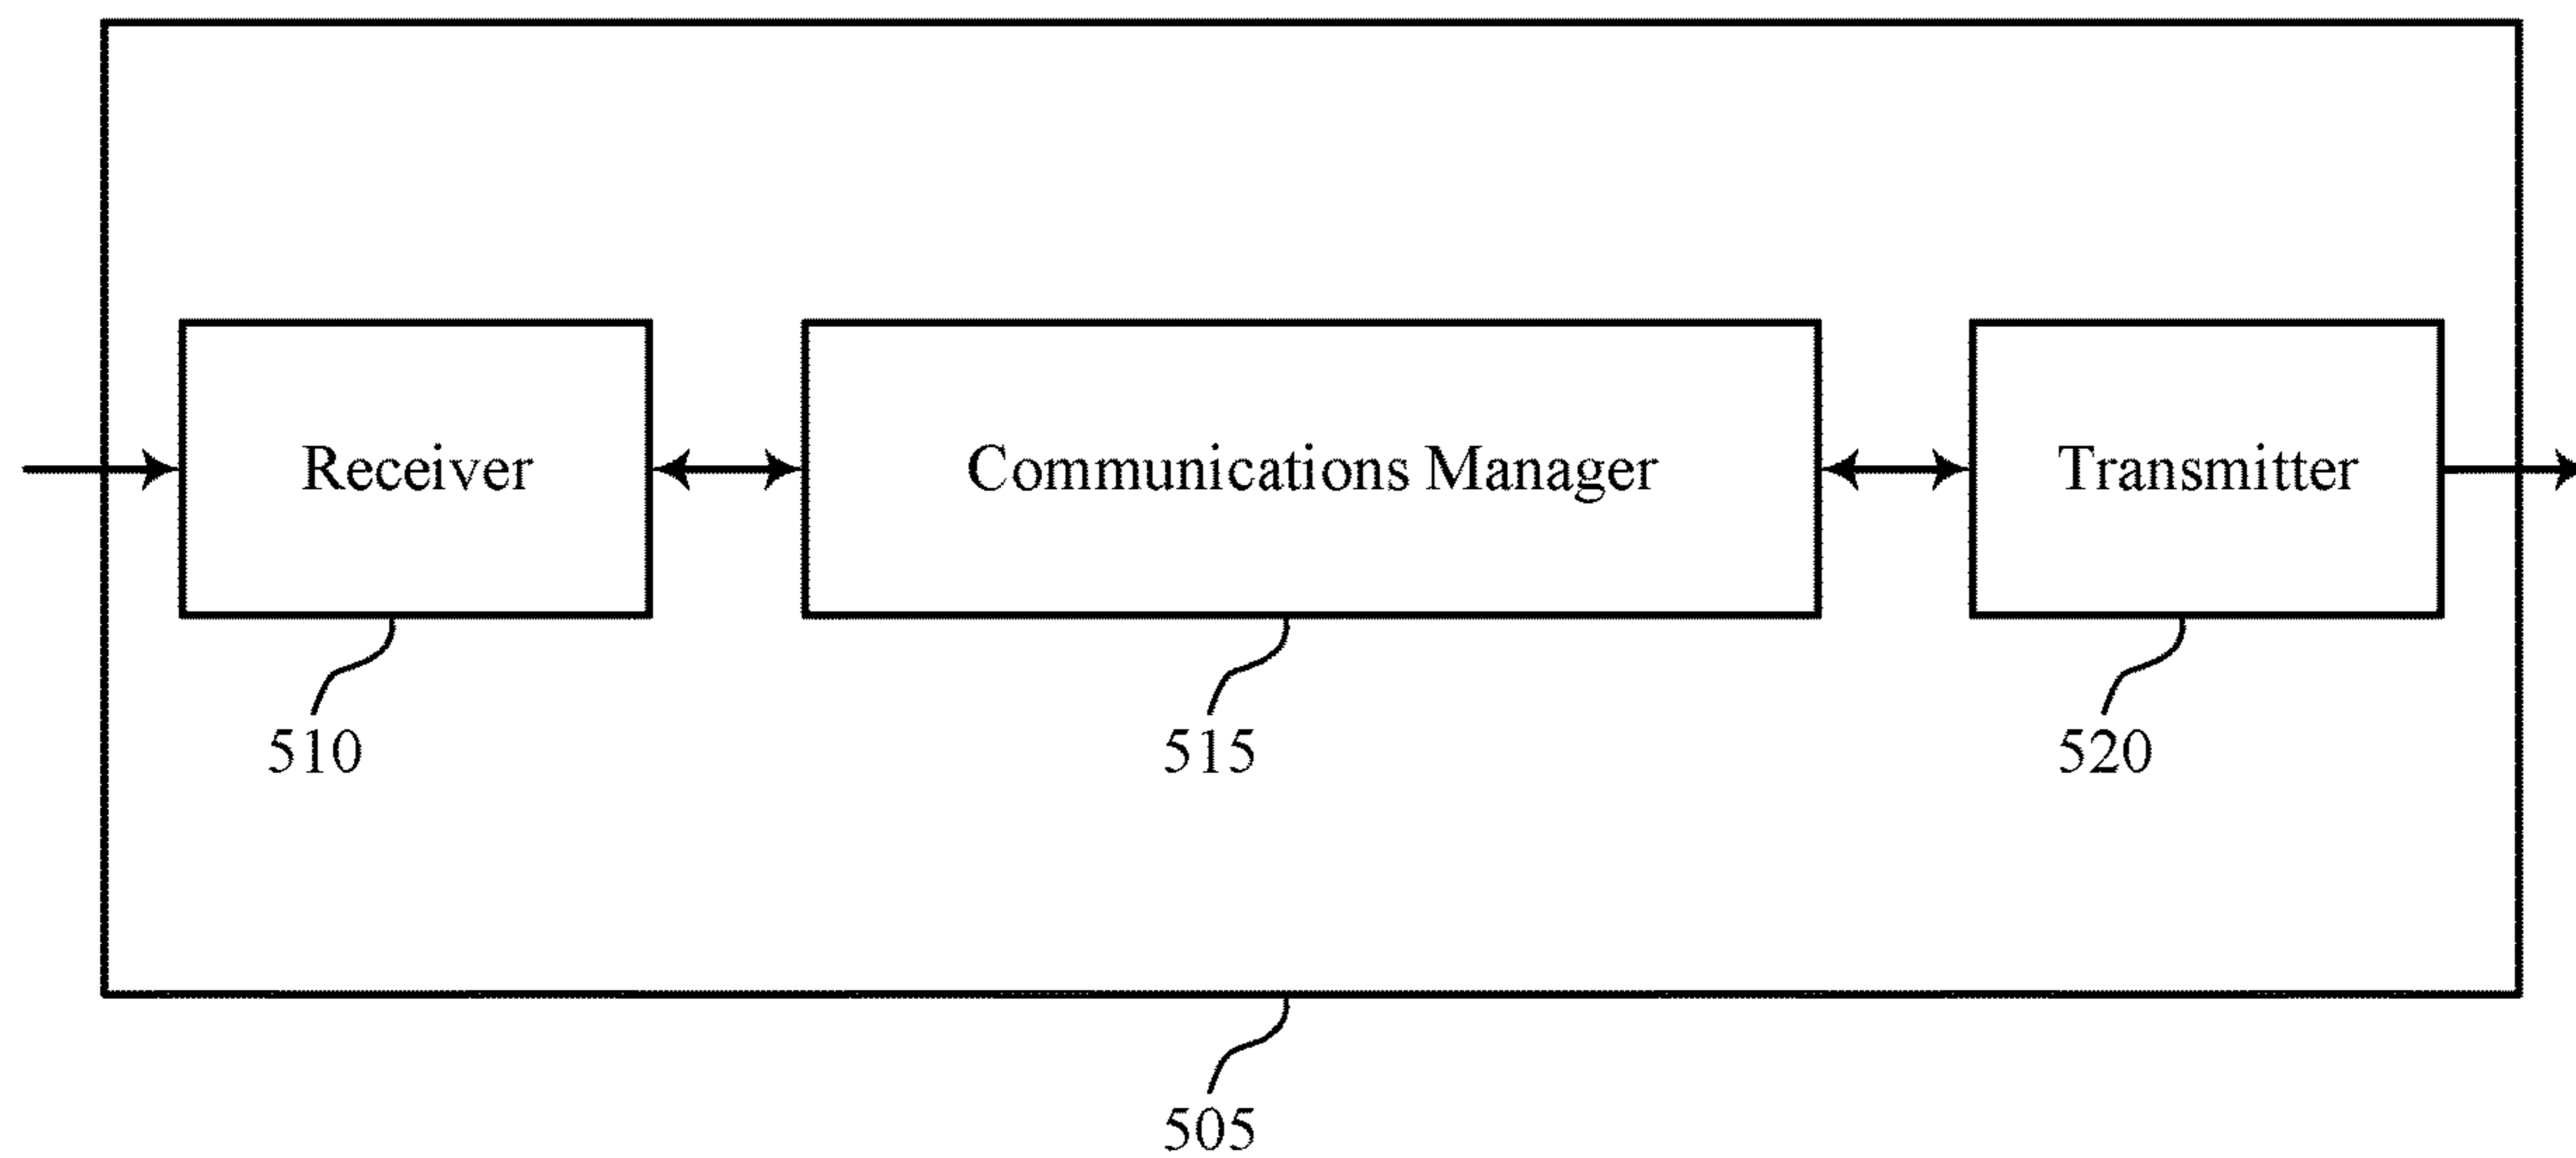 Receiver
Communications Manager
Transmitter
510
515
520
505